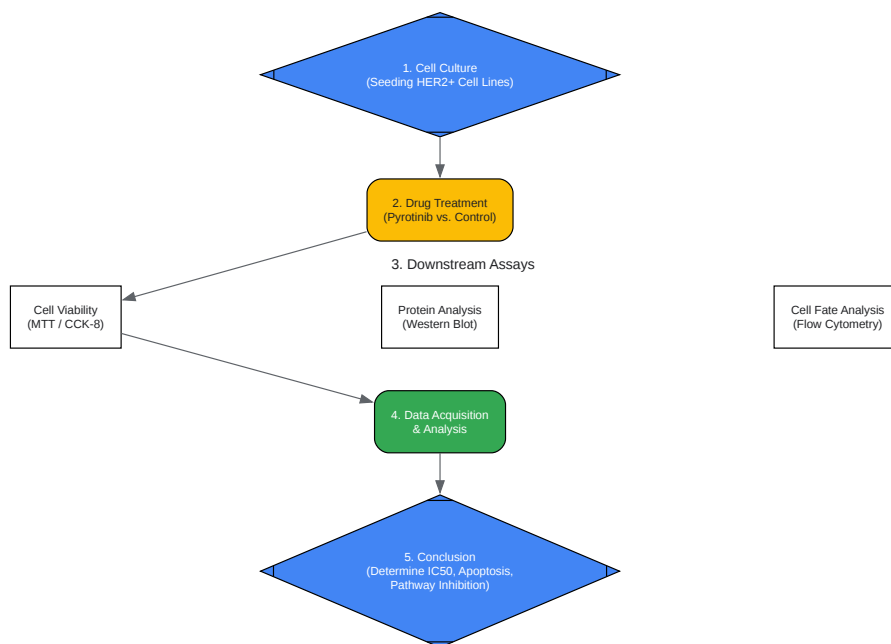 1. Cell Culture
(Seeding HER2+ Cell Lines)
2. Drug Treatment
(Pyrotinib vs. Control)
3. Downstream Assays
Cell Viability
(MTT / CCK-8)
Protein Analysis
(Western Blot)
Cell Fate Analysis
(Flow Cytometry)
4. Data Acquisition
& Analysis
5. Conclusion
(Determine IC50, Apoptosis,
Pathway Inhibition)